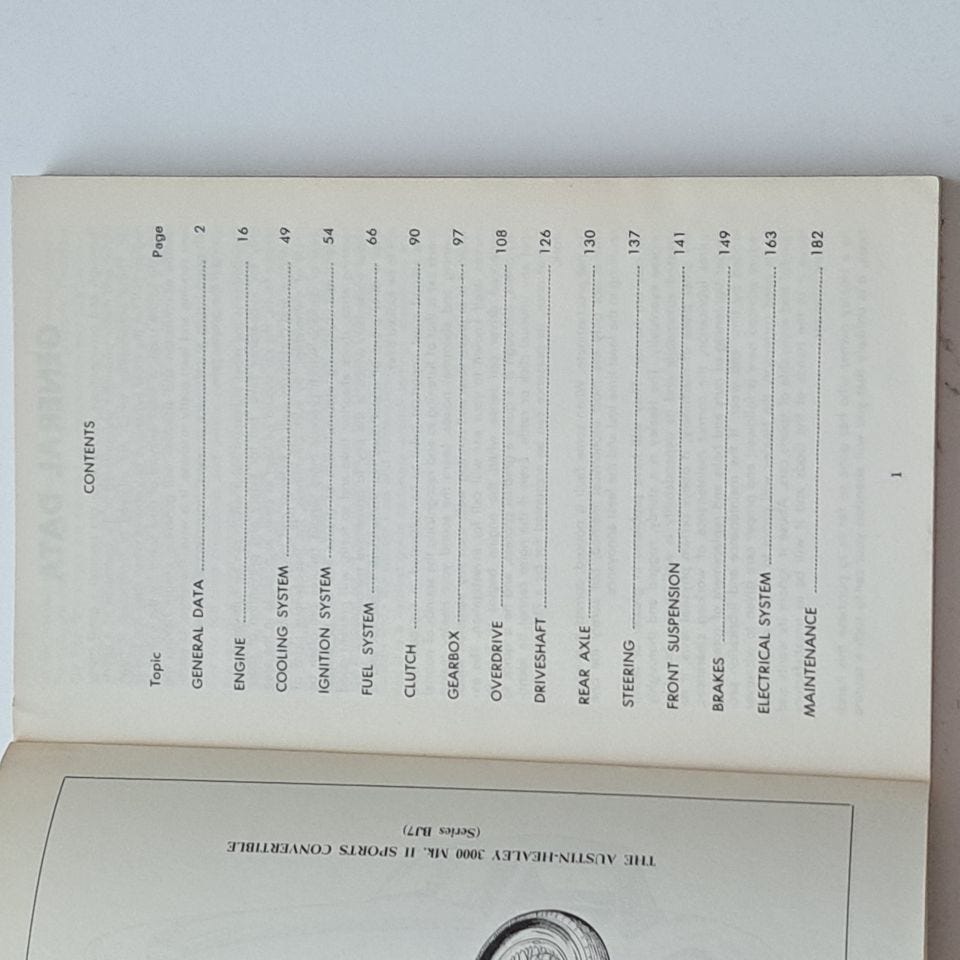 CONTENTS
Topic Page
GENERAL DATA 2
ENGINE 16
COOLING SYSTEM 49
IGNITION SYSTEM 54
FUEL SYSTEM 66
CLUTCH 90
GEARBOX 97
OVERDRIVE 108
DRIVESHAFT 126
REAR AXLE 130
STEERING 137
FRONT SUSPENSION 141
BRAKES 149
ELECTRICAL SYSTEM 163
MAINTENANCE 182
1
THE AUSTIN-HEALEY 3000 MK. II SPORTS CONVERTIBLE
(Series BJ7)